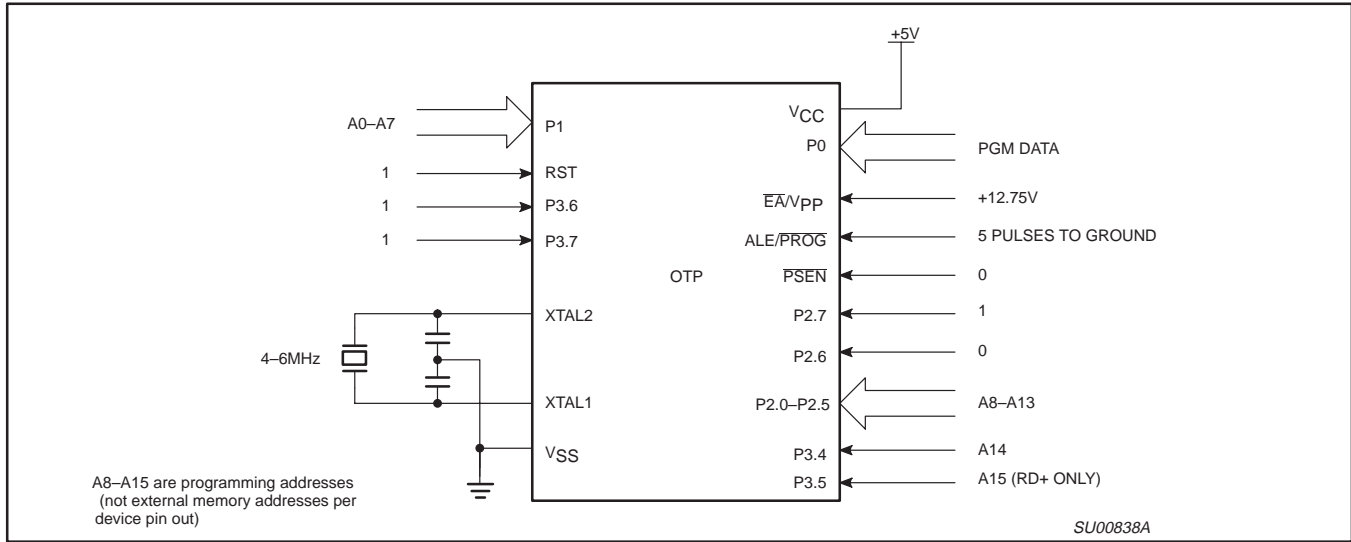 +5V
A0–A7
P1
VCC
P0
PGM DATA
1
RST
1
P3.6
EA/VPP
+12.75V
1
P3.7
ALE/PROG
5 PULSES TO GROUND
OTP
PSEN
0
XTAL2
P2.7
1
4–6MHz
P2.6
0
XTAL1
P2.0–P2.5
A8–A13
VSS
P3.4
A14
P3.5
A15 (RD+ ONLY)
A8–A15 are programming addresses
(not external memory addresses per
device pin out)
SU00838A